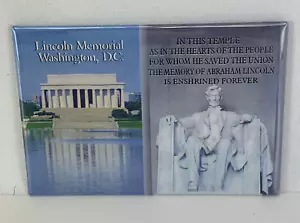 Lincoln Memorial
Washington, D.C.
IN THIS TEMPLE
AS IN THE HEARTS OF THE PEOPLE
FOR WHOM HE SAVED THE UNION
THE MEMORY OF ABRAHAM LINCOLN
IS ENSHRINED FOREVER